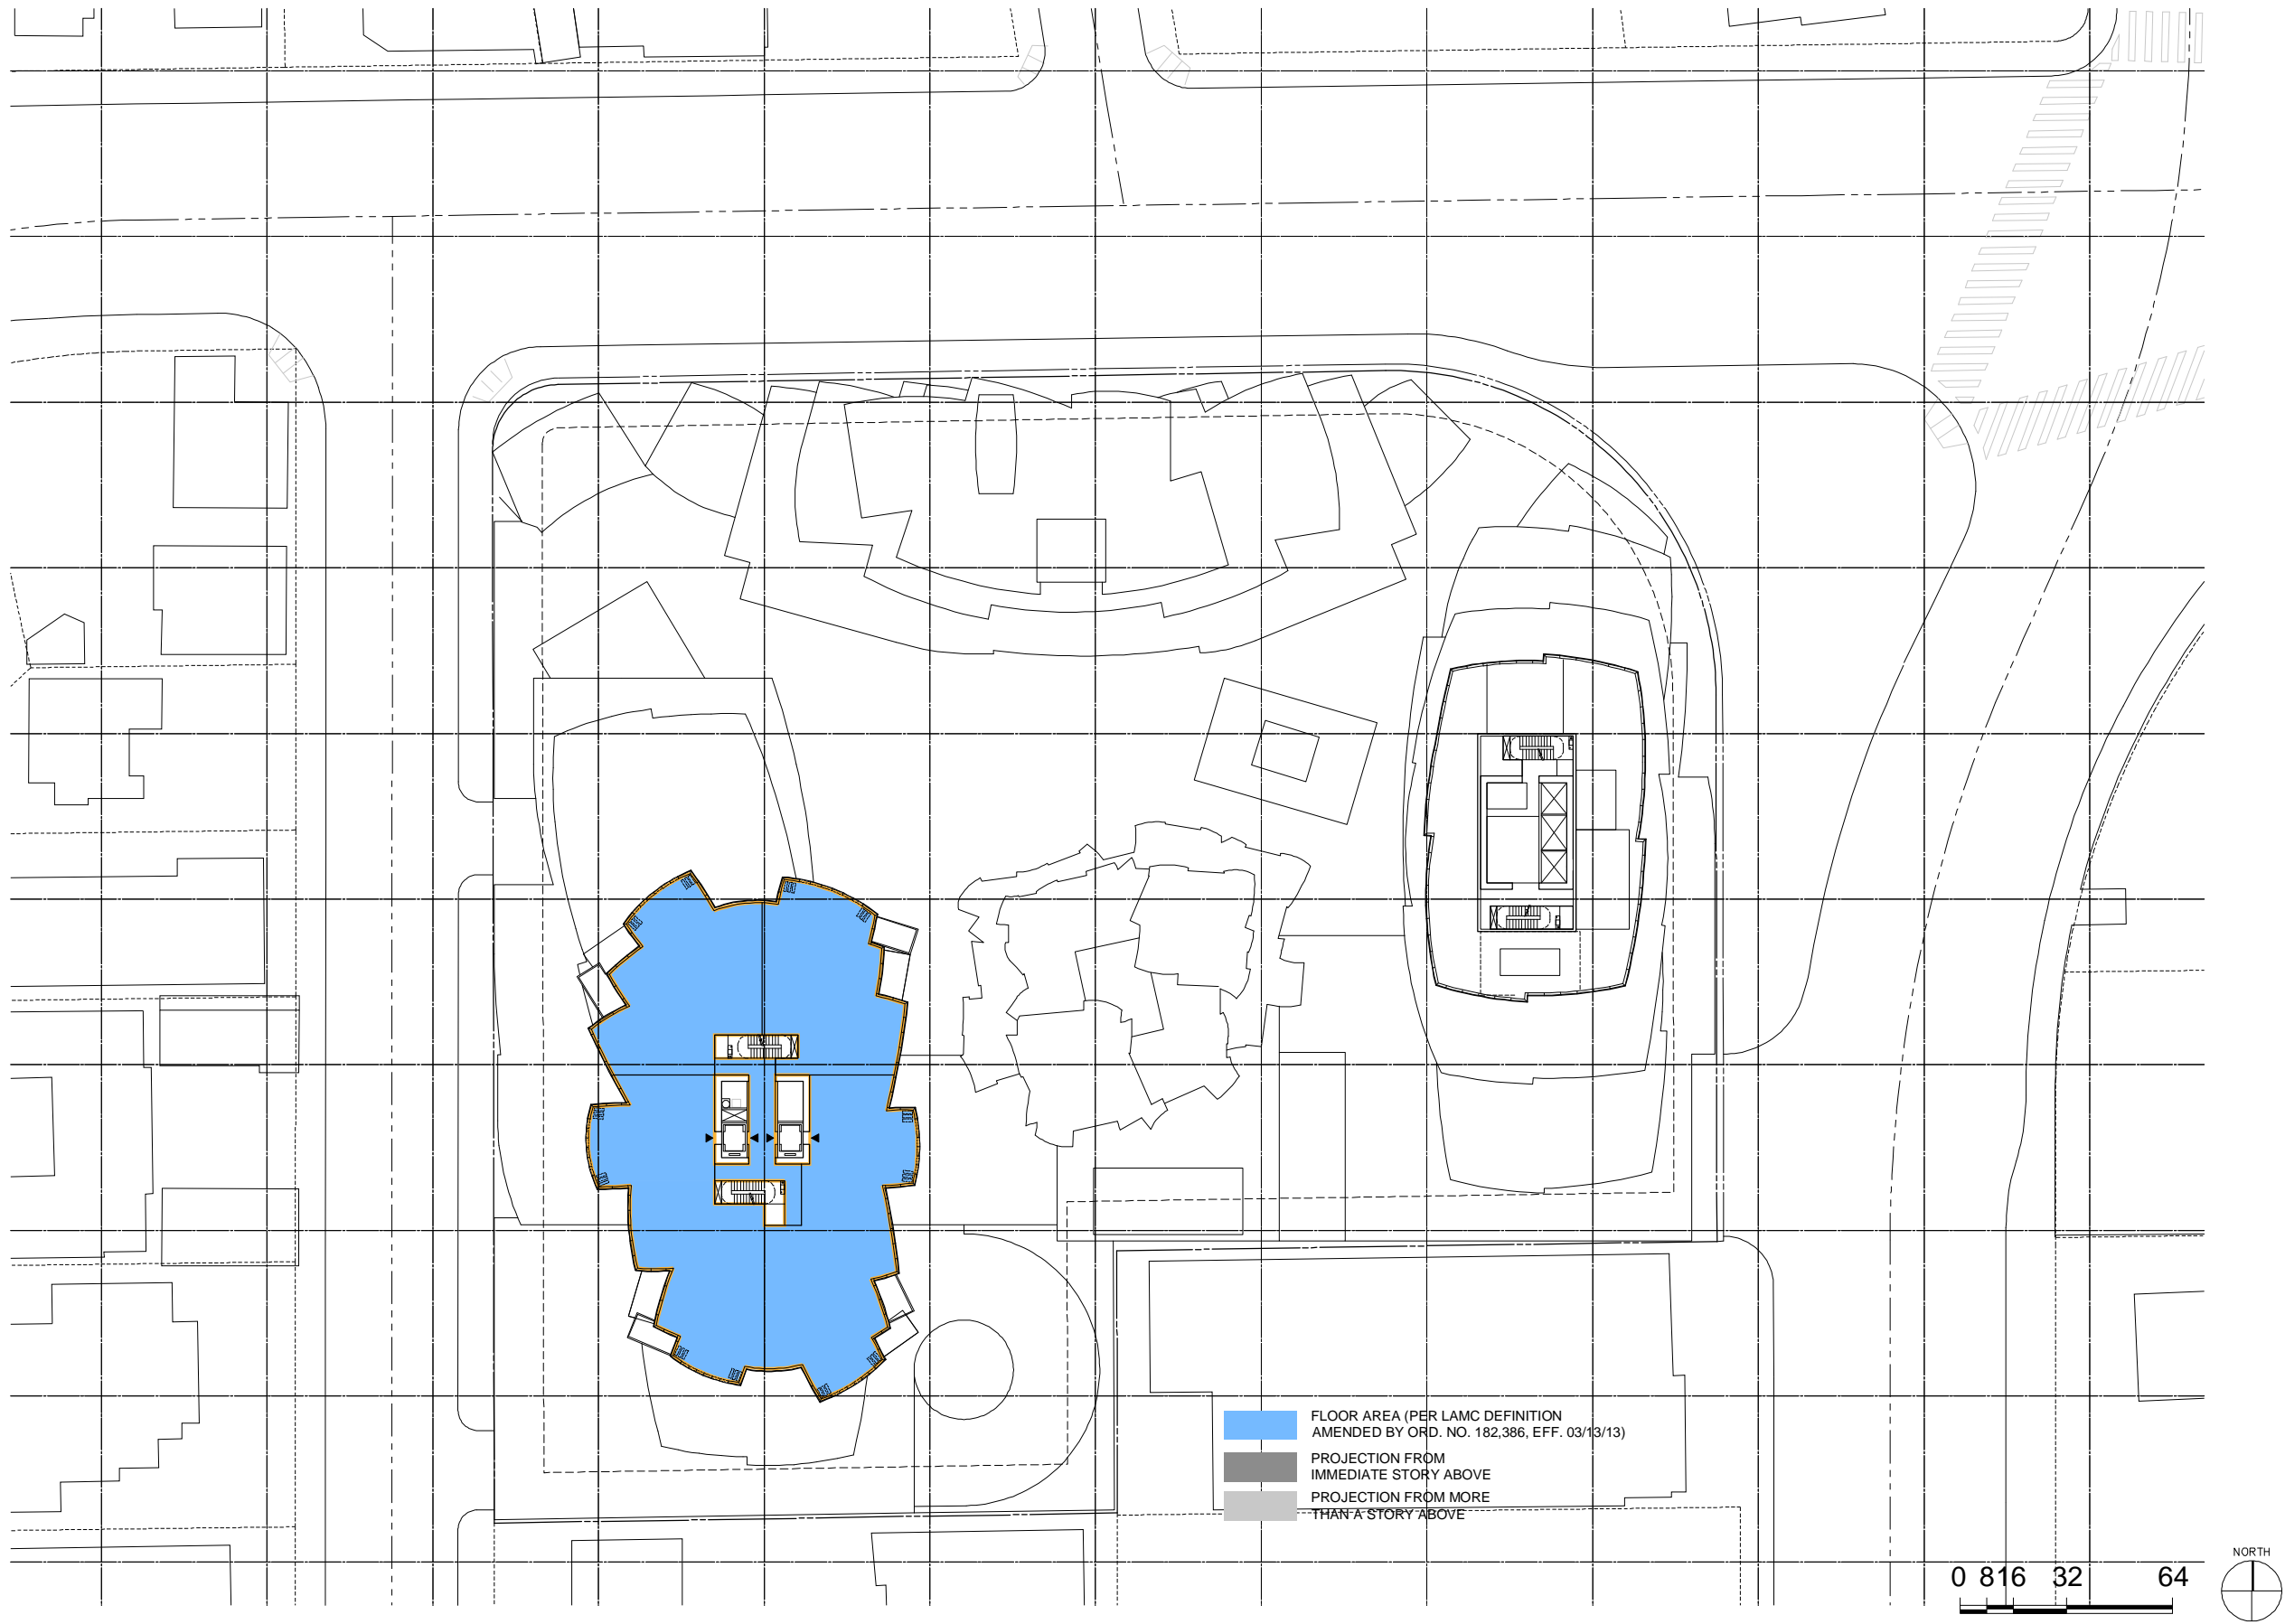 FLOOR AREA (PER LAMC DEFINITION
AMENDED BY ORD. NO. 182,386, EFF. 03/13/13)
PROJECTION FROM
IMMEDIATE STORY ABOVE
PROJECTION FROM MORE
THAN A STORY ABOVE
NORTH
0 8 16 32 64